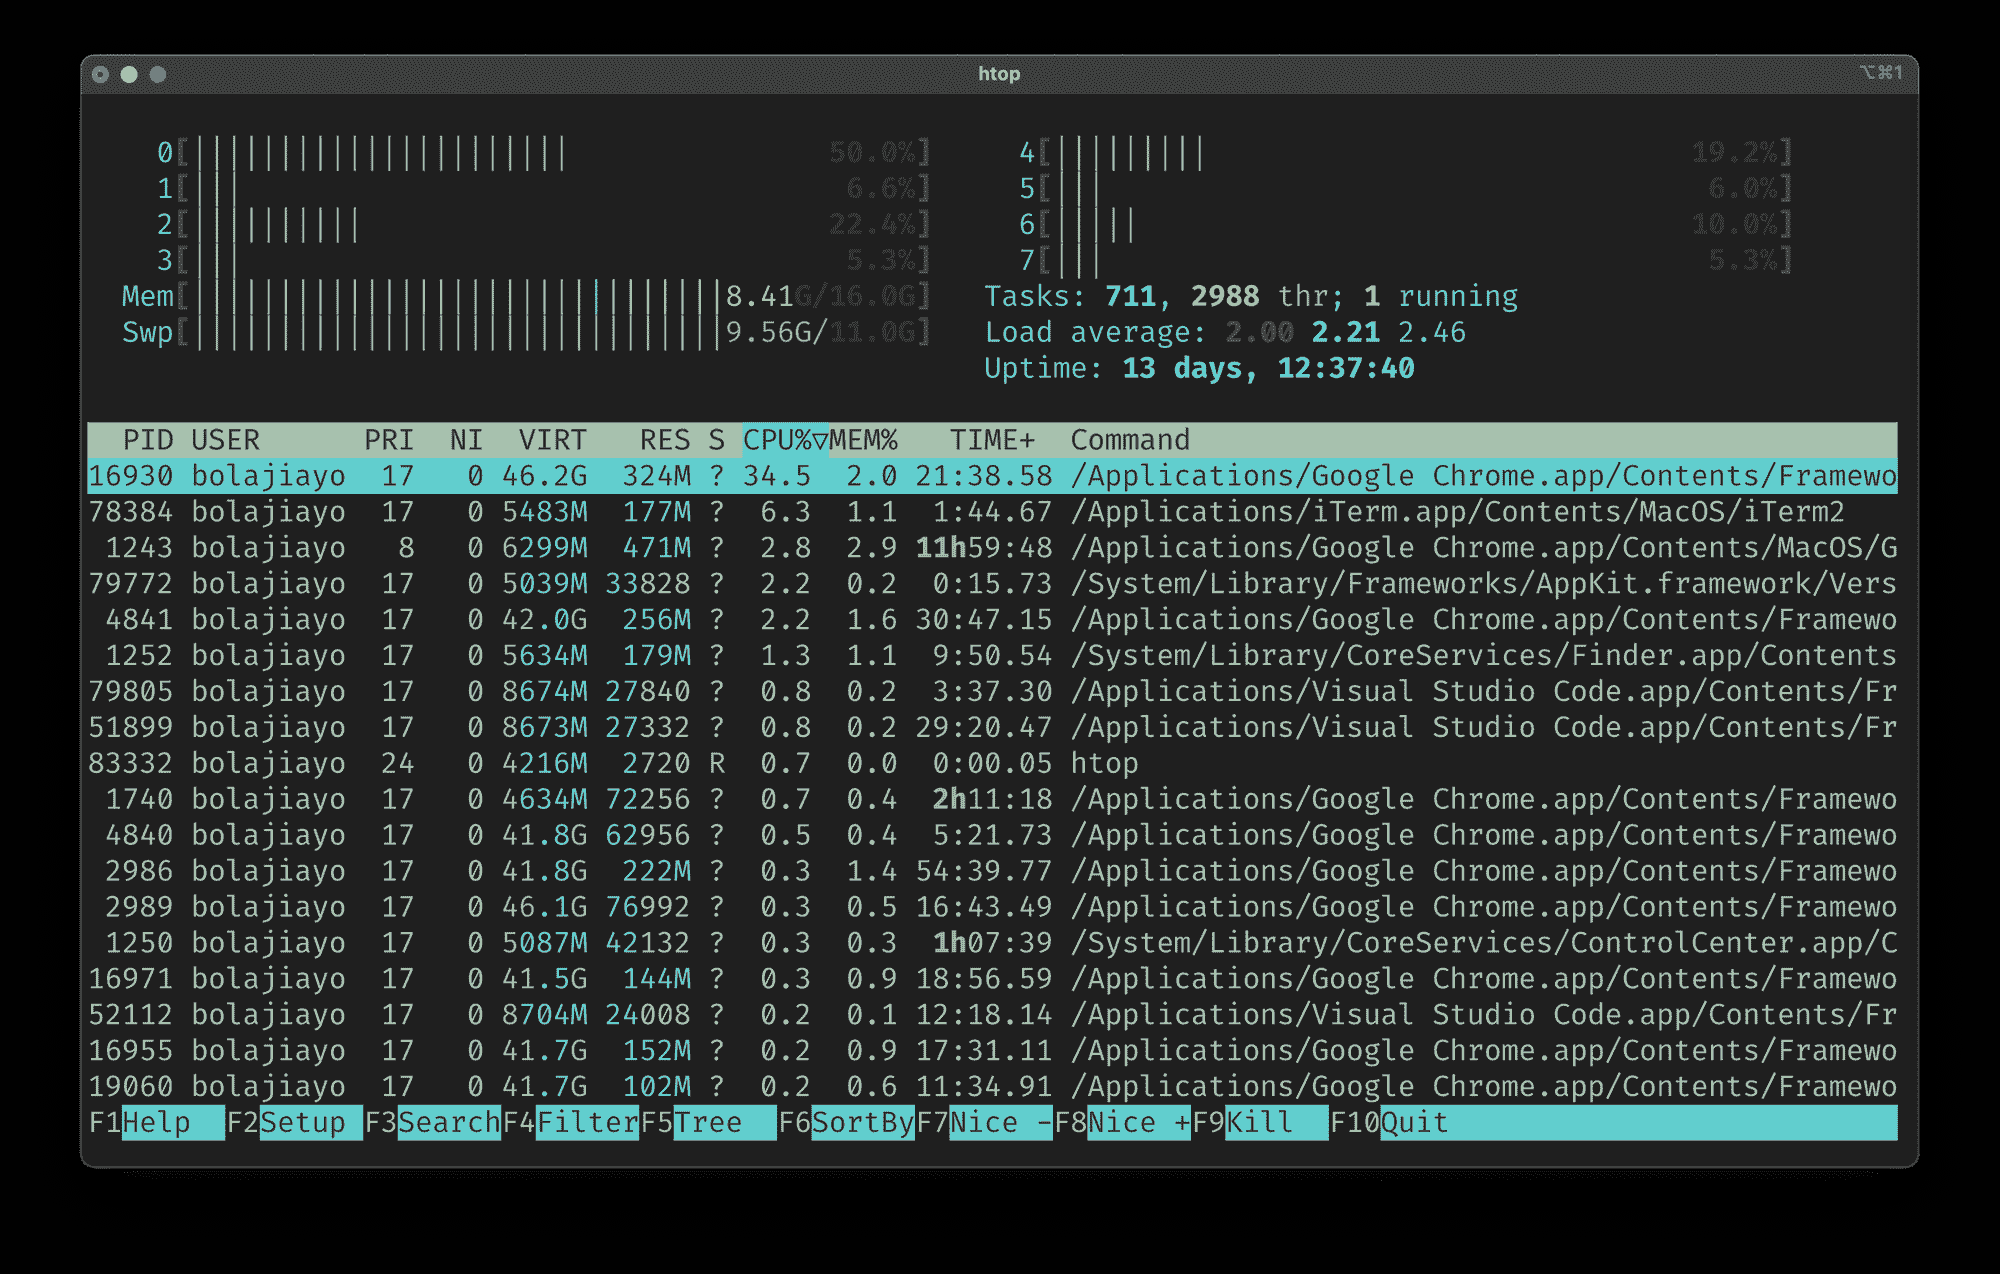 htop ⌥⌘1
0[||||||||||||||||||||||50.0%] 4[|||||||||19.2%]
1[|||6.6%] 5[|||6.0%]
2[||||||||||22.4%] 6[|||||10.0%]
3[|||5.3%] 7[|||5.3%]
Mem[|||||||||||||||||||||||||||||||8.41G/16.0G] Tasks: 711, 2988 thr; 1 running
Swp[|||||||||||||||||||||||||||||||9.56G/11.0G] Load average: 2.00 2.21 2.46
Uptime: 13 days, 12:37:40
PID USER PRI NI VIRT RES S CPU%▽MEM% TIME+ Command
16930 bolajiayo 17 0 46.2G 324M ? 34.5 2.0 21:38.58 /Applications/Google Chrome.app/Contents/Framewo
78384 bolajiayo 17 0 5483M 177M ? 6.3 1.1 1:44.67 /Applications/iTerm.app/Contents/MacOS/iTerm2
1243 bolajiayo 8 0 6299M 471M ? 2.8 2.9 11h59:48 /Applications/Google Chrome.app/Contents/MacOS/G
79772 bolajiayo 17 0 5039M 33828 ? 2.2 0.2 0:15.73 /System/Library/Frameworks/AppKit.framework/Vers
4841 bolajiayo 17 0 42.0G 256M ? 2.2 1.6 30:47.15 /Applications/Google Chrome.app/Contents/Framewo
1252 bolajiayo 17 0 5634M 179M ? 1.3 1.1 9:50.54 /System/Library/CoreServices/Finder.app/Contents
79805 bolajiayo 17 0 8674M 27840 ? 0.8 0.2 3:37.30 /Applications/Visual Studio Code.app/Contents/Fr
51899 bolajiayo 17 0 8673M 27332 ? 0.8 0.2 29:20.47 /Applications/Visual Studio Code.app/Contents/Fr
83332 bolajiayo 24 0 4216M 2720 R 0.7 0.0 0:00.05 htop
1740 bolajiayo 17 0 4634M 72256 ? 0.7 0.4 2h11:18 /Applications/Google Chrome.app/Contents/Framewo
4840 bolajiayo 17 0 41.8G 62956 ? 0.5 0.4 5:21.73 /Applications/Google Chrome.app/Contents/Framewo
2986 bolajiayo 17 0 41.8G 222M ? 0.3 1.4 54:39.77 /Applications/Google Chrome.app/Contents/Framewo
2989 bolajiayo 17 0 46.1G 76992 ? 0.3 0.5 16:43.49 /Applications/Google Chrome.app/Contents/Framewo
1250 bolajiayo 17 0 5087M 42132 ? 0.3 0.3 1h07:39 /System/Library/CoreServices/ControlCenter.app/C
16971 bolajiayo 17 0 41.5G 144M ? 0.3 0.9 18:56.59 /Applications/Google Chrome.app/Contents/Framewo
52112 bolajiayo 17 0 8704M 24008 ? 0.2 0.1 12:18.14 /Applications/Visual Studio Code.app/Contents/Fr
16955 bolajiayo 17 0 41.7G 152M ? 0.2 0.9 17:31.11 /Applications/Google Chrome.app/Contents/Framewo
19060 bolajiayo 17 0 41.7G 102M ? 0.2 0.6 11:34.91 /Applications/Google Chrome.app/Contents/Framewo
F1Help F2Setup F3SearchF4FilterF5Tree F6SortByF7Nice -F8Nice +F9Kill F10Quit